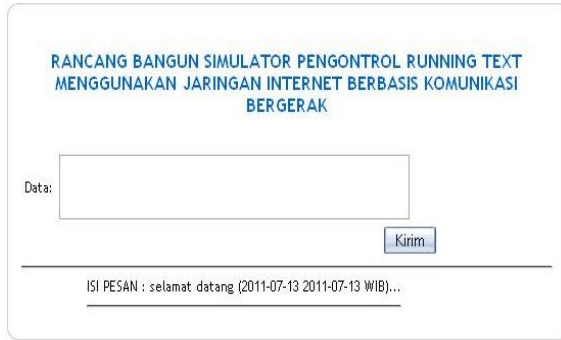 RANCANG BANGUN SIMULATOR PENGONTROL RUNNING TEXT
MENGGUNAKAN JARINGAN INTERNET BERBASIS KOMUNIKASI
BERGERAK
Data:
Kirim
ISI PESAN : selamat datang (2011-07-13 2011-07-13 WIB)...